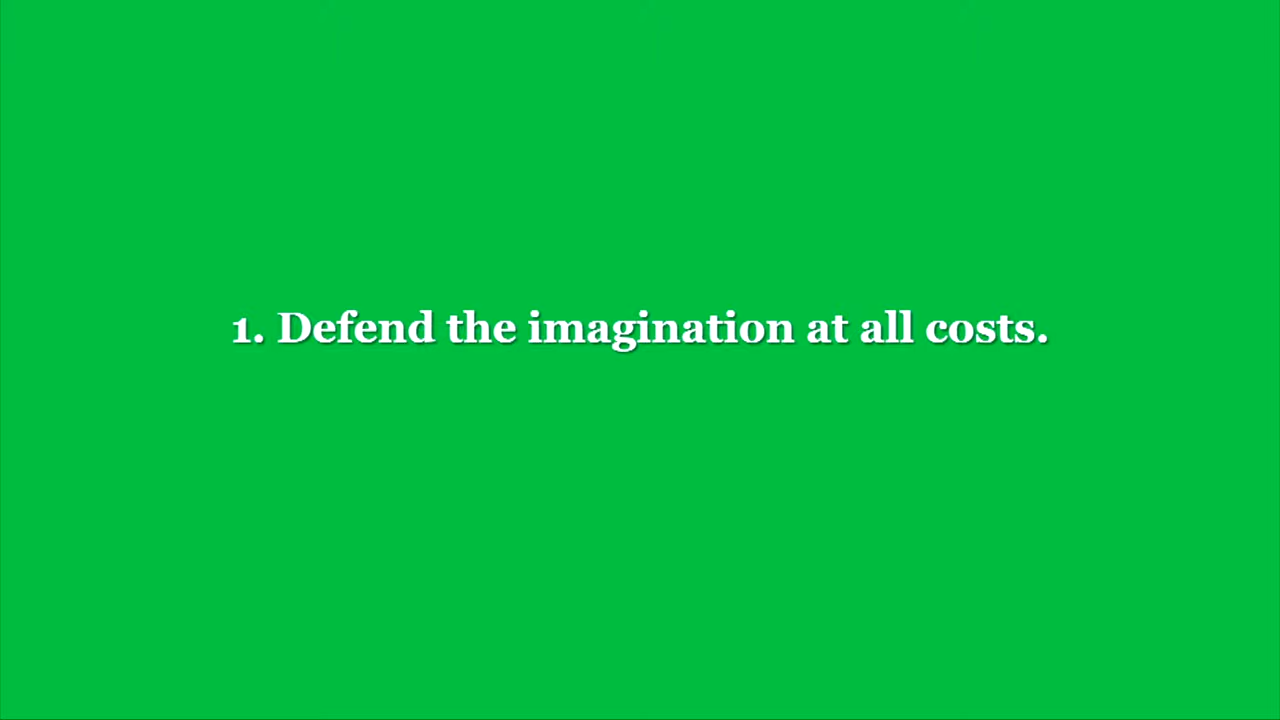 1. Defend the imagination at all costs.